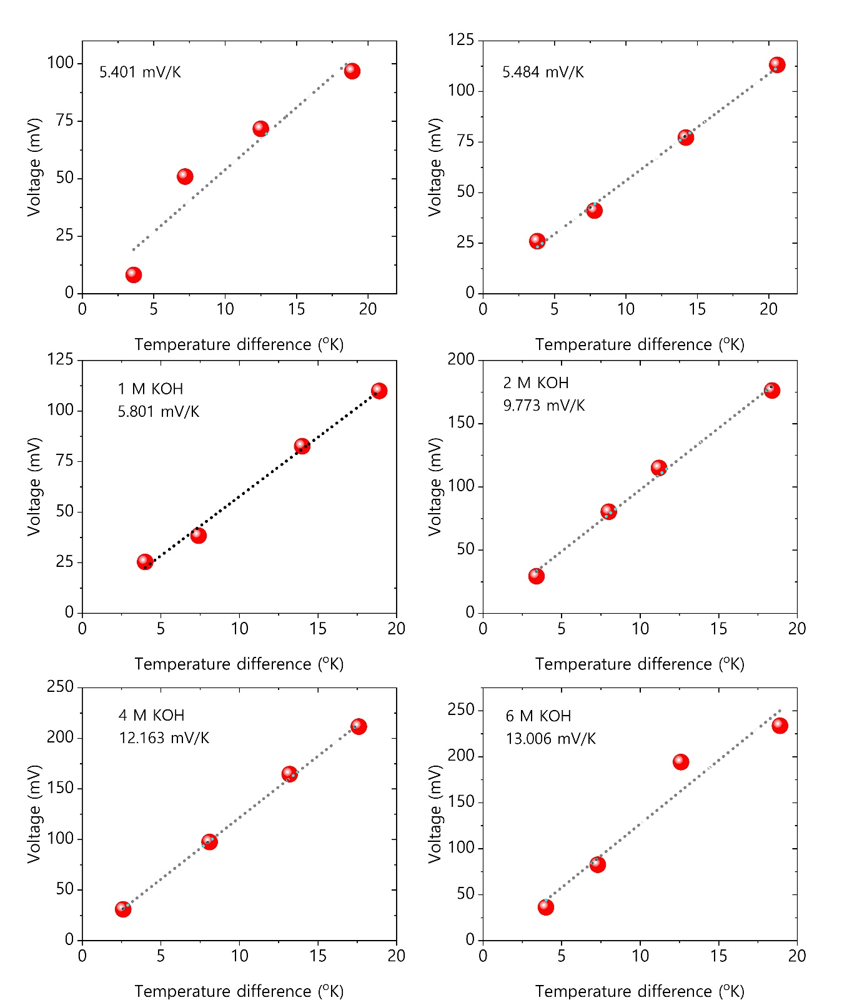 5.401 mV/K
Voltage (mV)
100
75
50
25
0
0 5 10 15 20
Temperature difference (°K)
5.484 mV/K
Voltage (mV)
125
100
75
50
25
0
0 5 10 15 20
Temperature difference (°K)
1 M KOH
5.801 mV/K
Voltage (mV)
125
100
75
50
25
0
0 5 10 15 20
Temperature difference (°K)
2 M KOH
9.773 mV/K
Voltage (mV)
200
150
100
50
0
0 5 10 15 20
Temperature difference (°K)
4 M KOH
12.163 mV/K
Voltage (mV)
250
200
150
100
50
0
0 5 10 15 20
Temperature difference (°K)
6 M KOH
13.006 mV/K
Voltage (mV)
250
200
150
100
50
0
0 5 10 15 20
Temperature difference (°K)